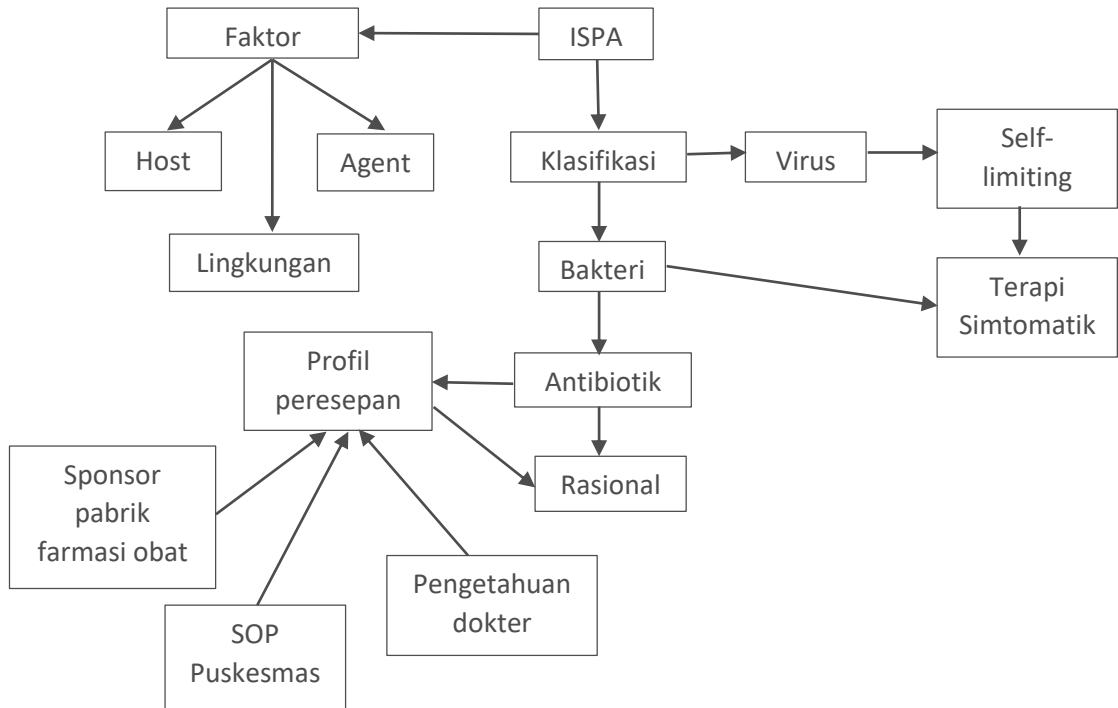 Faktor
ISPA
Host
Agent
Klasifikasi
Virus
Self-
limiting
Lingkungan
Bakteri
Terapi
Simtomatik
Profil
peresepan
Antibiotik
Sponsor
pabrik
farmasi obat
Rasional
Pengetahuan
dokter
SOP
Puskesmas